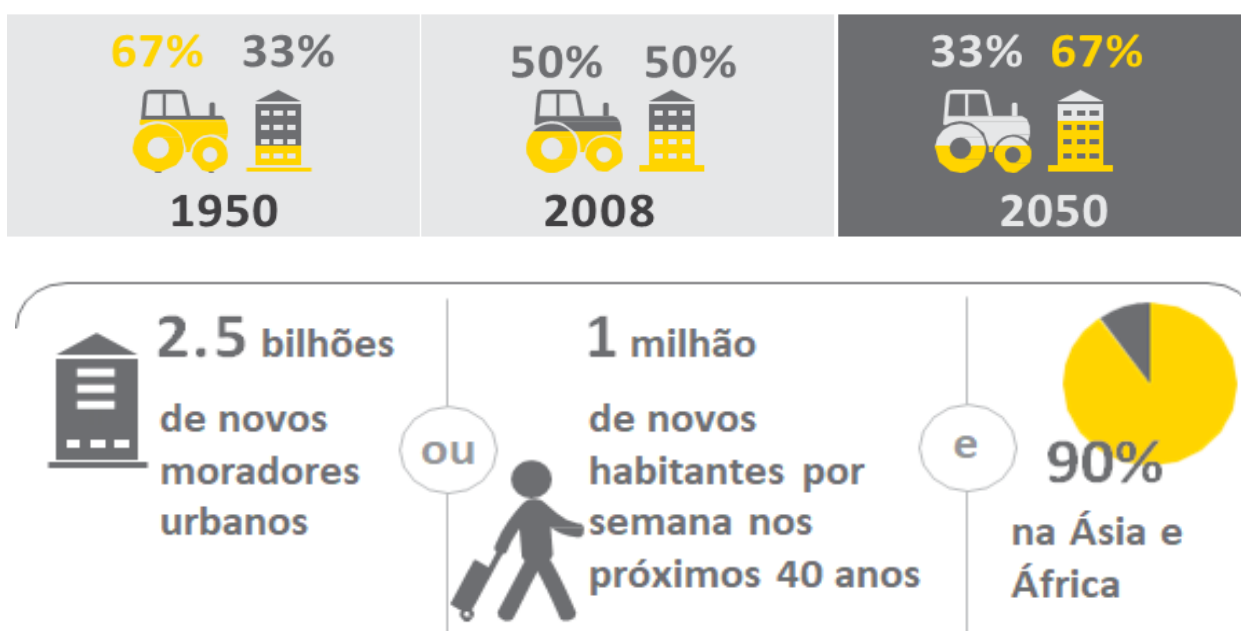 67% 33%
1950
50% 50%
2008
33% 67%
2050
2.5 bilhões
de novos
moradores
urbanos
ou
1 milhão
de novos
habitantes por
semana nos
próximos 40 anos
e
90%
na Ásia e
África